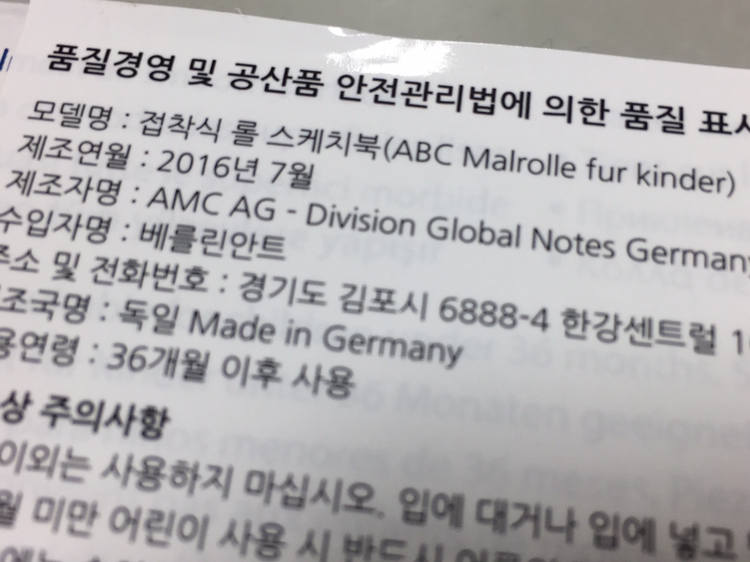 품질경영 및 공산품 안전관리법에 의한 품질 표시
모델명 : 접착식 롤 스케치북(ABC Malrolle fur kinder)
제조연월 : 2016년 7월
제조자명 : AMC AG - Division Global Notes Germany
수입자명 : 베를린안트
주소 및 전화번호 : 경기도 김포시 6888-4 한강센트럴
제조국명 : 독일 Made in Germany
사용연령 : 36개월 이후 사용
상 주의사항
이외는 사용하지 마십시오. 입에 대거나 입에 넣고
월 미만 어린이 사용 시 반드시